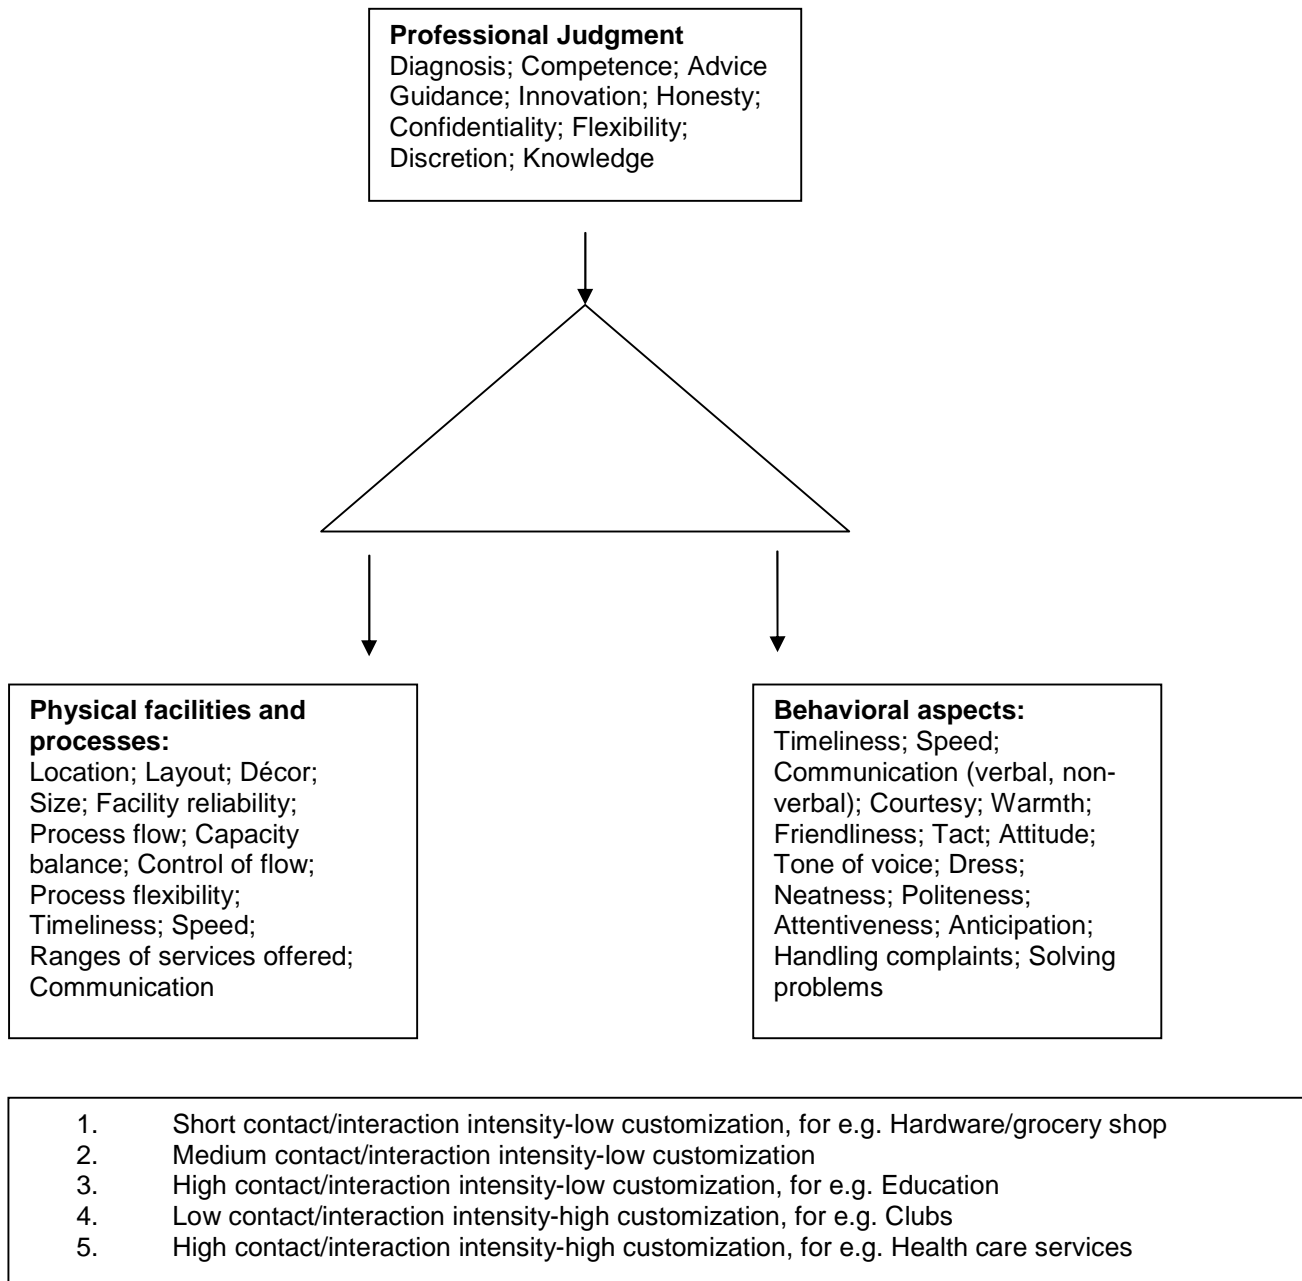 Professional Judgment
Diagnosis; Competence; Advice
Guidance; Innovation; Honesty;
Confidentiality; Flexibility;
Discretion; Knowledge
Physical facilities and
processes:
Location; Layout; Décor;
Size; Facility reliability;
Process flow; Capacity
balance; Control of flow;
Process flexibility;
Timeliness; Speed;
Ranges of services offered;
Communication
Behavioral aspects:
Timeliness; Speed;
Communication (verbal, non-
verbal); Courtesy; Warmth;
Friendliness; Tact; Attitude;
Tone of voice; Dress;
Neatness; Politeness;
Attentiveness; Anticipation;
Handling complaints; Solving
problems
1. Short contact/interaction intensity-low customization, for e.g. Hardware/grocery shop
2. Medium contact/interaction intensity-low customization
3. High contact/interaction intensity-low customization, for e.g. Education
4. Low contact/interaction intensity-high customization, for e.g. Clubs
5. High contact/interaction intensity-high customization, for e.g. Health care services